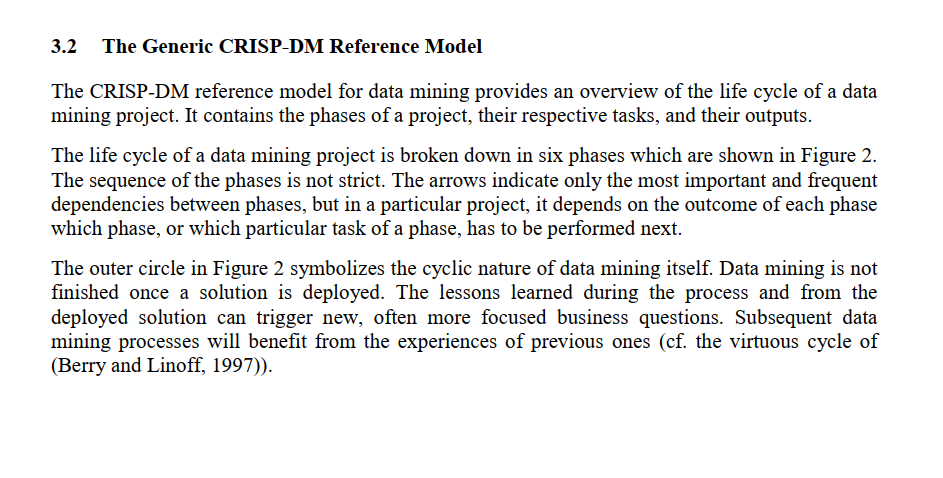 3.2 The Generic CRISP-DM Reference Model
The CRISP-DM reference model for data mining provides an overview of the life cycle of a data
mining project. It contains the phases of a project, their respective tasks, and their outputs.
The life cycle of a data mining project is broken down in six phases which are shown in Figure 2.
The sequence of the phases is not strict. The arrows indicate only the most important and frequent
dependencies between phases, but in a particular project, it depends on the outcome of each phase
which phase, or which particular task of a phase, has to be performed next.
The outer circle in Figure 2 symbolizes the cyclic nature of data mining itself. Data mining is not
finished once a solution is deployed. The lessons learned during the process and from the
deployed solution can trigger new, often more focused business questions. Subsequent data
mining processes will benefit from the experiences of previous ones (cf. the virtuous cycle of
(Berry and Linoff, 1997)).